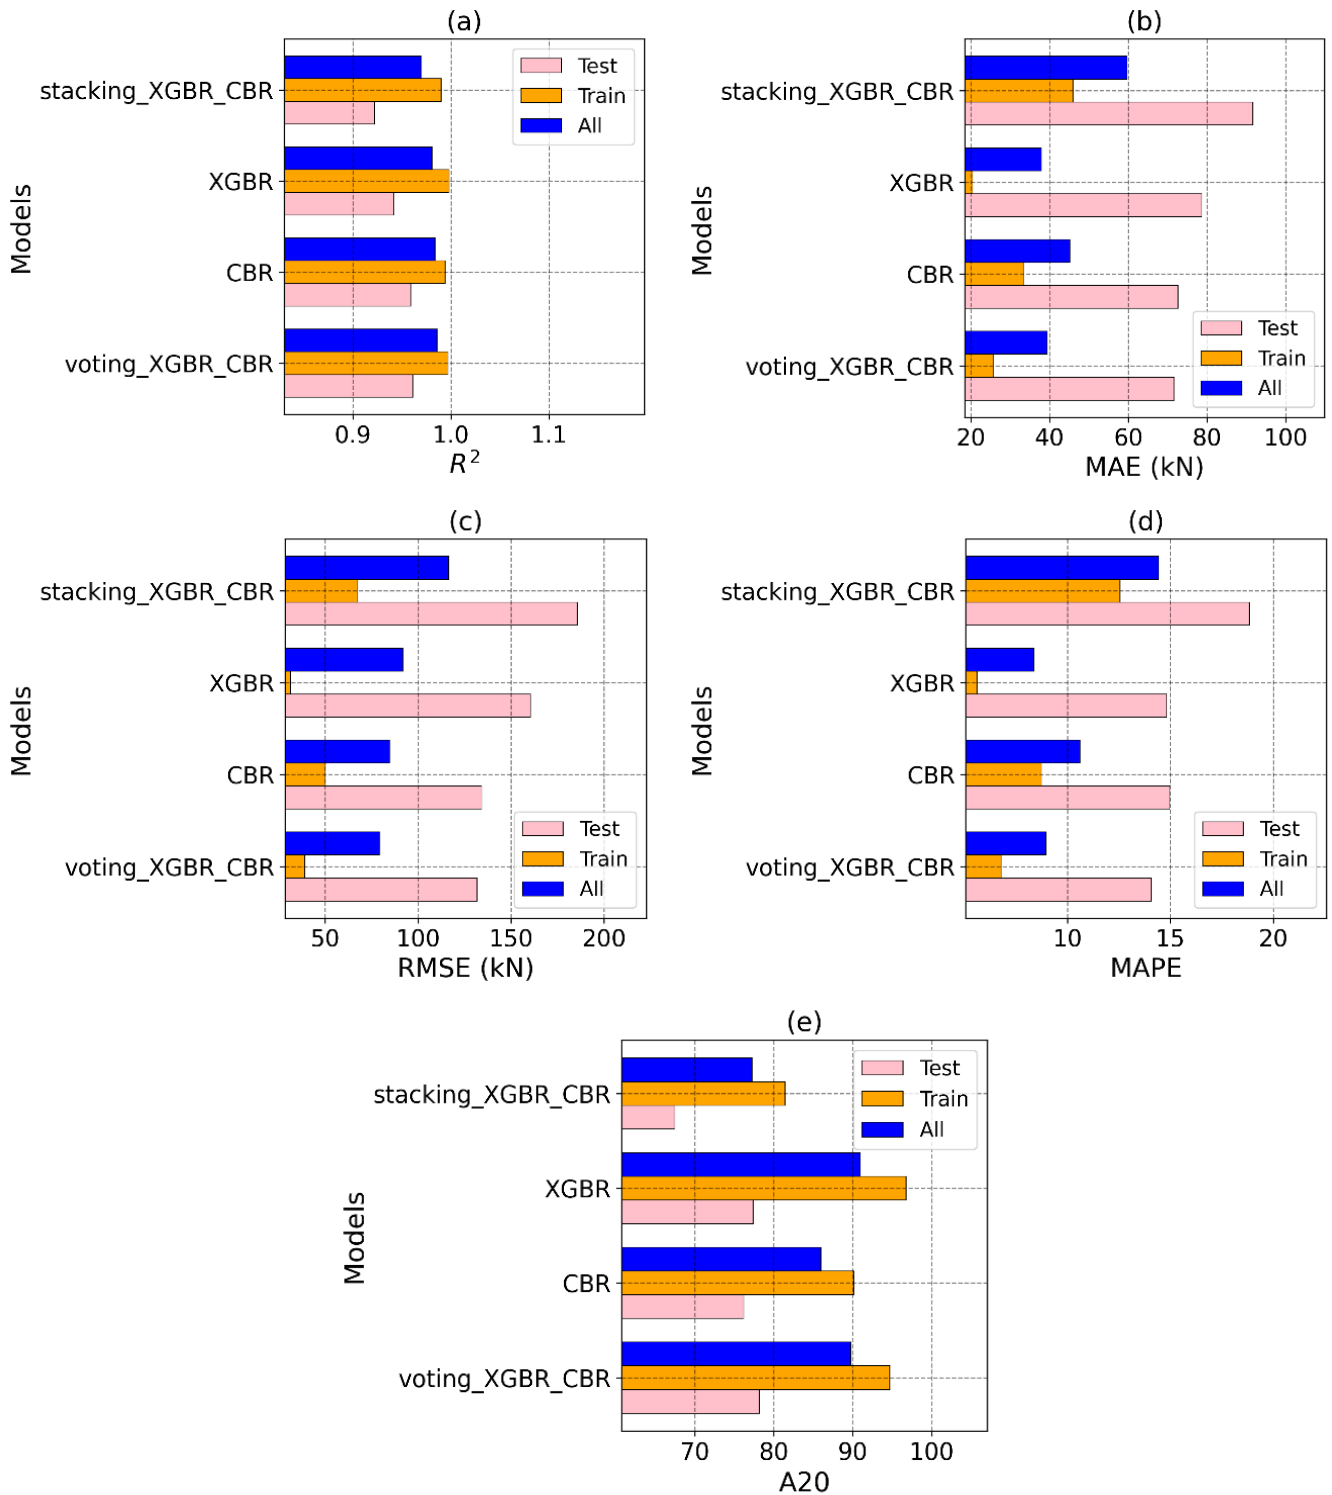 (a)
stacking_XGBR_CBR
XGBR
CBR
voting_XGBR_CBR
Models
Test
Train
All
0.9 1.0 1.1
R²
(b)
stacking_XGBR_CBR
XGBR
CBR
voting_XGBR_CBR
Models
Test
Train
All
20 40 60 80 100
MAE (kN)
(c)
stacking_XGBR_CBR
XGBR
CBR
voting_XGBR_CBR
Models
Test
Train
All
50 100 150 200
RMSE (kN)
(d)
stacking_XGBR_CBR
XGBR
CBR
voting_XGBR_CBR
Models
Test
Train
All
10 15 20
MAPE
(e)
stacking_XGBR_CBR
XGBR
CBR
voting_XGBR_CBR
Models
Test
Train
All
70 80 90 100
A20